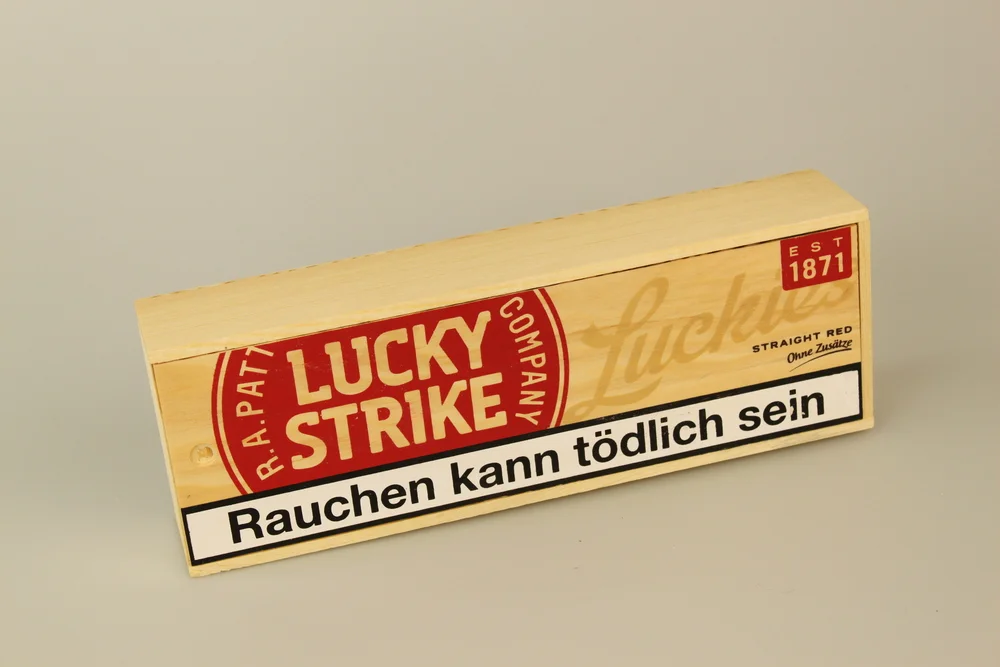 R.A.PATT
LUCKY
STRIKE
COMPANY
Luckies
EST
1871
STRAIGHT RED
Ohne Zusätze
Rauchen kann tödlich sein